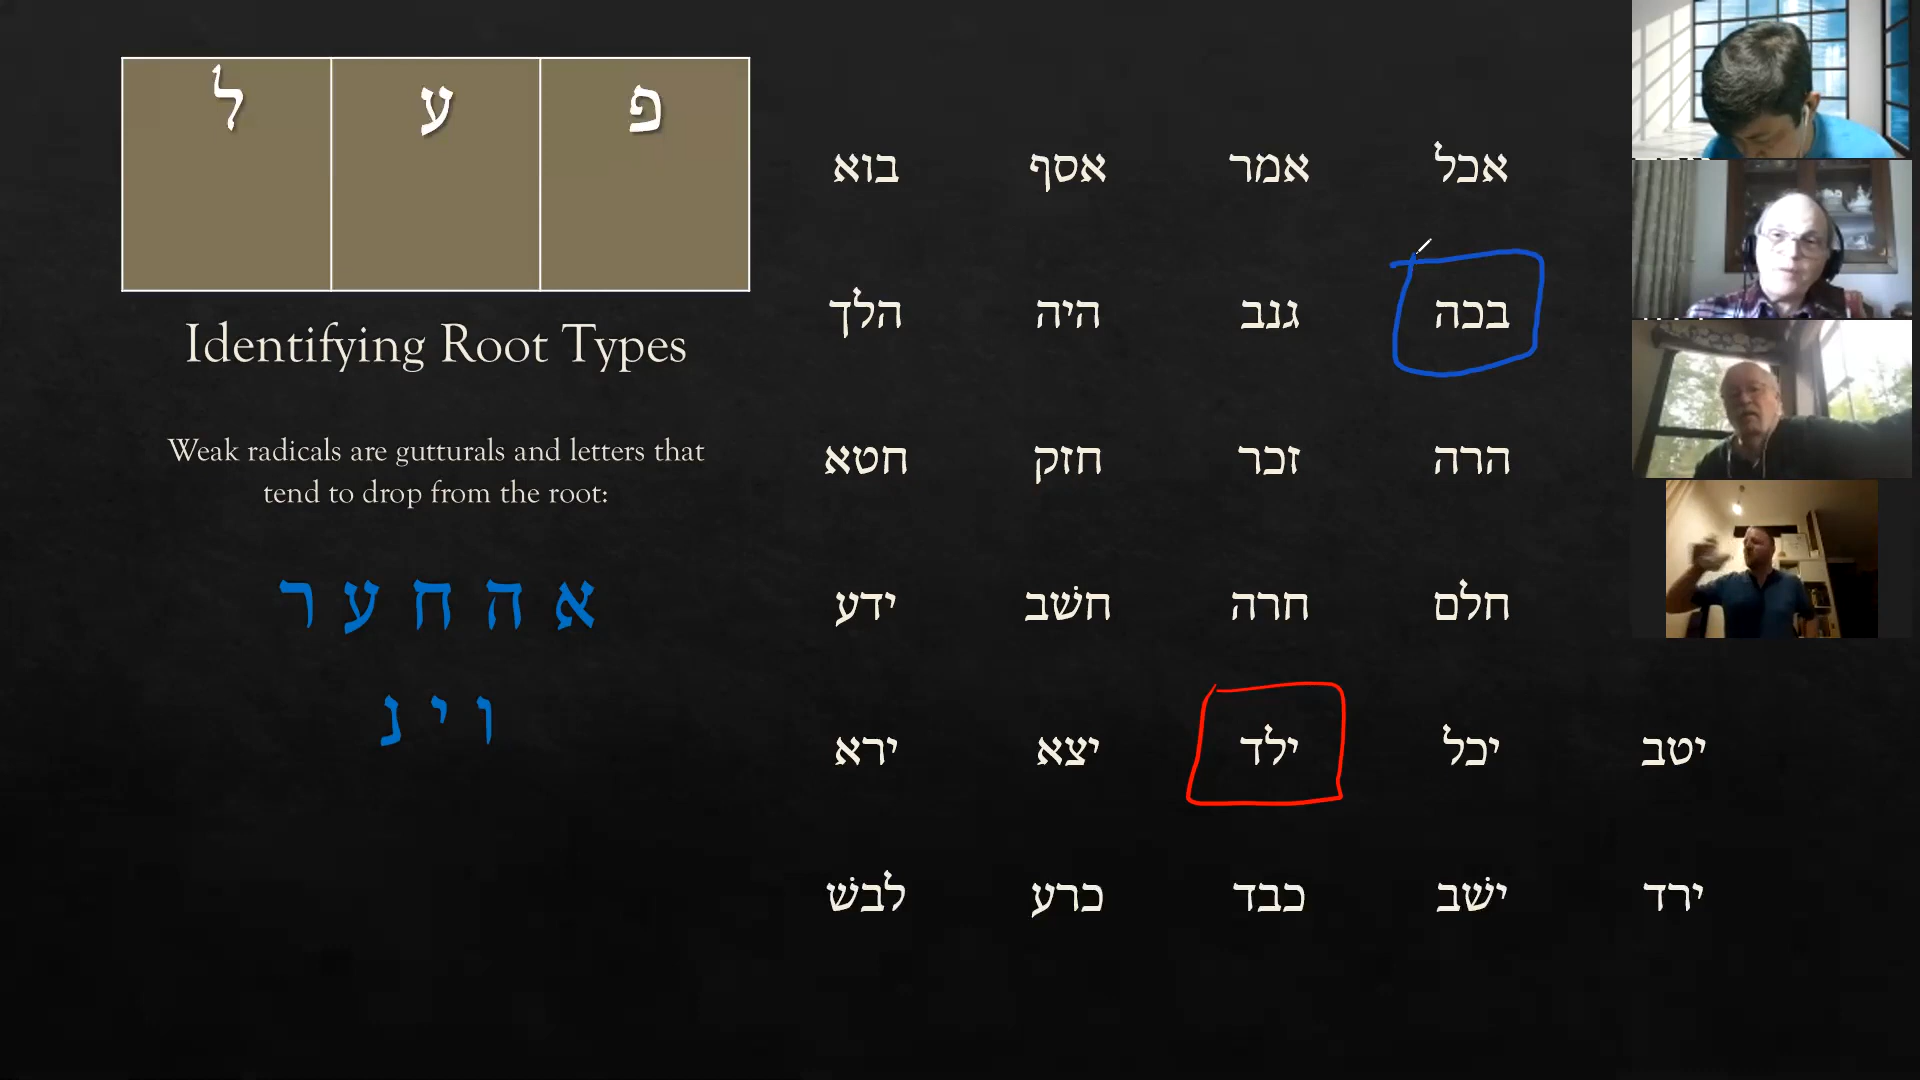 פ ע ל
Identifying Root Types
Weak radicals are gutturals and letters that
tend to drop from the root:
א ה ח ע ר
ו י נ
אכל אמר אסף בוא
בכה גנב היה הלך
הרה זכר חזק חטא
חלם חרה חשׁב ידע
יטב יכל ילד יצא ירא
ירד ישׁב כבד כרע לבשׁ